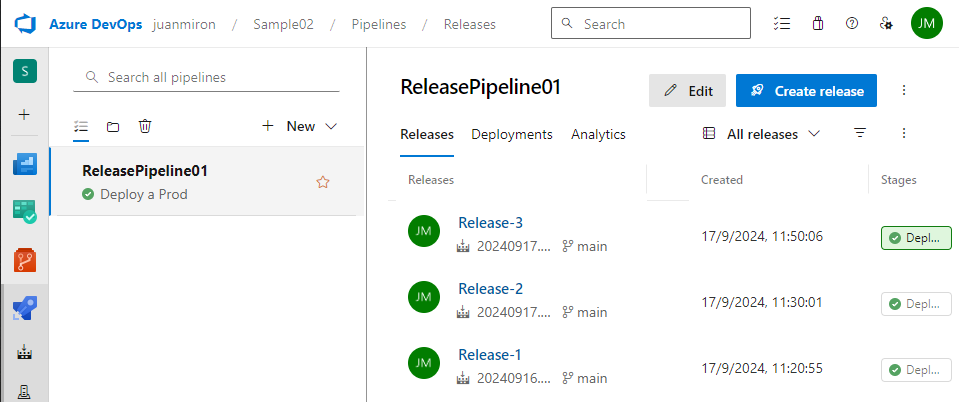 Azure DevOps juanmiron / Sample02 / Pipelines / Releases Search JM
S
Search all pipelines
New
ReleasePipeline01
Deploy a Prod
ReleasePipeline01 Edit Create release
Releases Deployments Analytics All releases
Releases Created Stages
JM Release-3
20240917.... main 17/9/2024, 11:50:06 Depl...
JM Release-2
20240917.... main 17/9/2024, 11:30:01 Depl...
JM Release-1
20240916.... main 17/9/2024, 11:20:55 Depl...